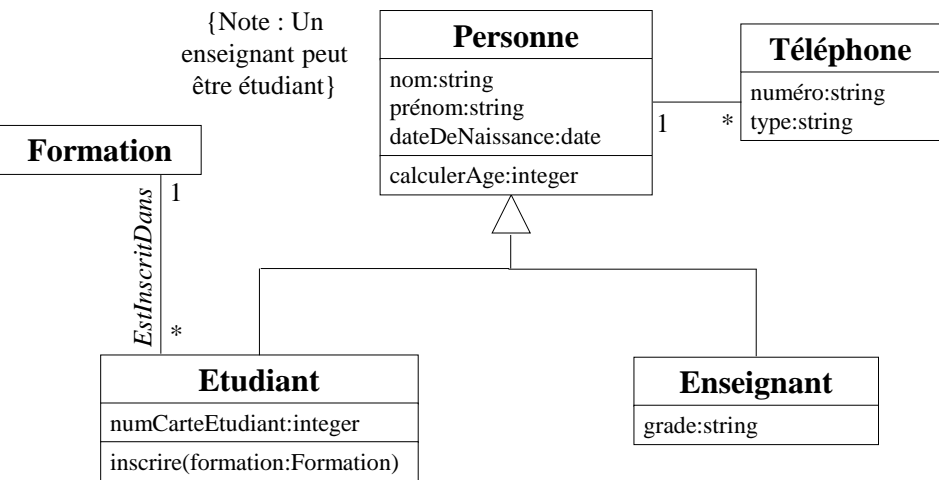 {Note : Un
enseignant peut
être étudiant}
Personne
nom:string
prénom:string
dateDeNaissance:date
calculerAge:integer
1
*
Téléphone
numéro:string
type:string
Formation
1
EstInscritDans
*
Etudiant
numCarteEtudiant:integer
inscrire(formation:Formation)
Enseignant
grade:string